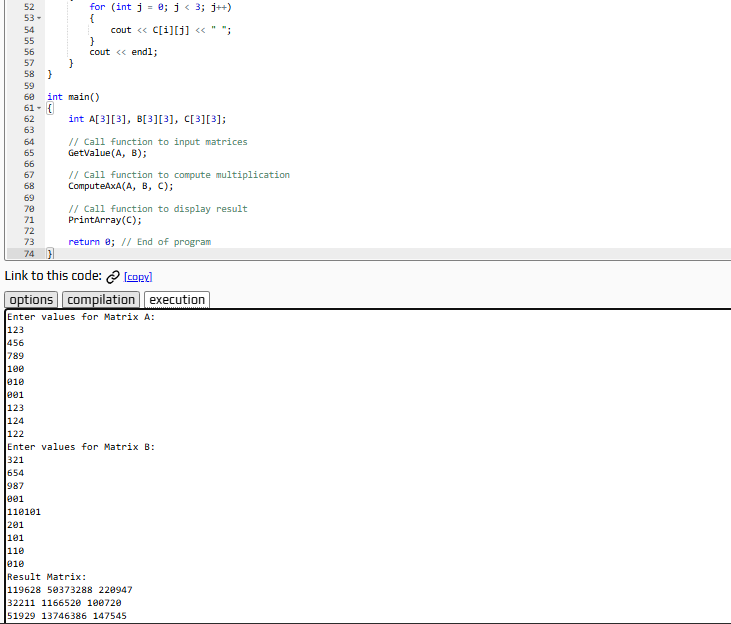 52 for (int j = 0; j < 3; j++)
53 {
54 cout << C[i][j] << " ";
55 }
56 cout << endl;
57 }
58 }
59
60 int main()
61 {
62 int A[3][3], B[3][3], C[3][3];
63
64 // Call function to input matrices
65 GetValue(A, B);
66
67 // Call function to compute multiplication
68 ComputeAxA(A, B, C);
69
70 // Call function to display result
71 PrintArray(C);
72
73 return 0; // End of program
74 }
Link to this code: [copy]
options compilation execution
Enter values for Matrix A:
123
456
789
100
010
001
123
124
122
Enter values for Matrix B:
321
654
987
001
110101
201
101
110
010
Result Matrix:
119628 50373288 220947
32211 1166520 100720
51929 13746386 147545